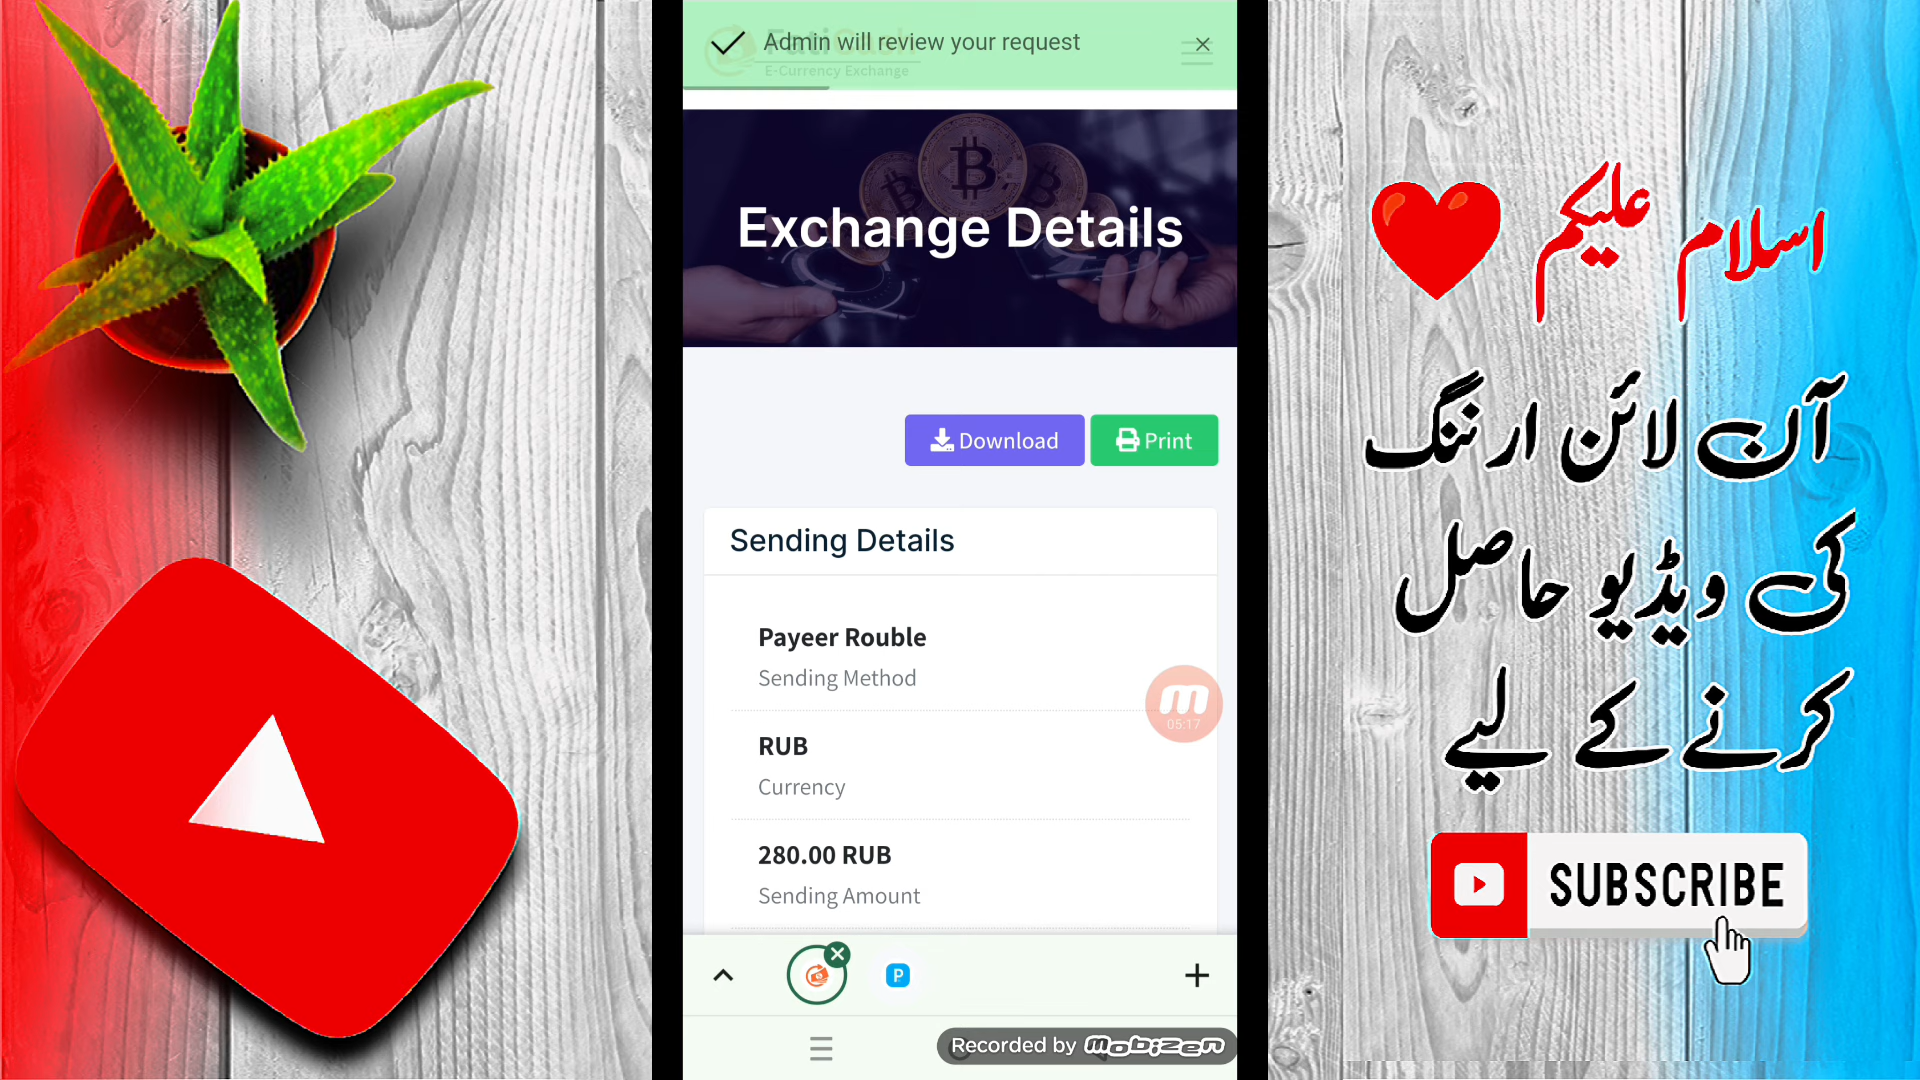 Admin will review your request
E-Currency Exchange
Exchange Details
Download
Print
Sending Details
Payeer Rouble
Sending Method
05:17
RUB
Currency
280.00 RUB
Sending Amount
P
Recorded by mobizen
اسلام علیکم
آن لائن ارننگ
کی ویڈیو حاصل
کرنے کے لیے
SUBSCRIBE